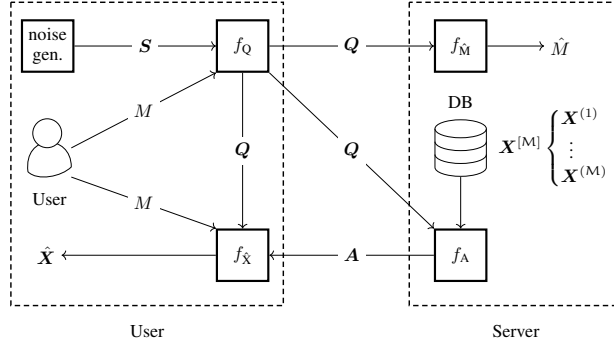 noise
gen.
S
f_Q
Q
f_M̂
M̂
M
Q
Q
DB
X^[M]
X^(1)
⋮
X^(M)
User
M
X̂
f_X̂
A
f_A
User
Server